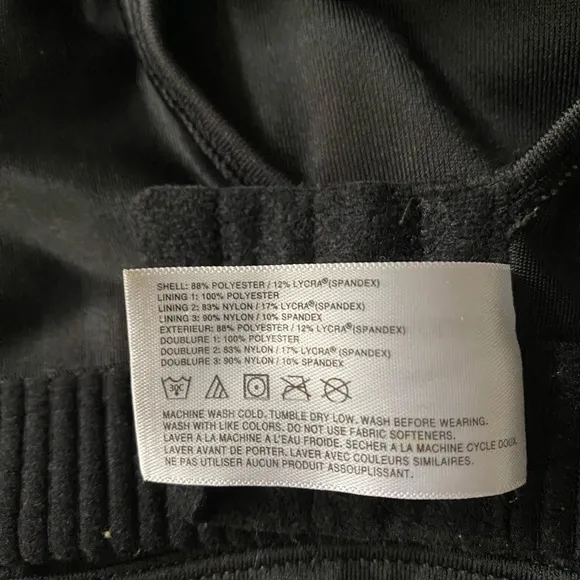 SHELL: 88% POLYESTER / 12% LYCRA®(SPANDEX)
LINING 1: 100% POLYESTER
LINING 2: 83% NYLON / 17% LYCRA®(SPANDEX)
LINING 3: 90% NYLON / 10% SPANDEX
EXTERIEUR: 88% POLYESTER / 12% LYCRA®(SPANDEX)
DOUBLURE 1: 100% POLYESTER
DOUBLURE 2: 83% NYLON / 17% LYCRA®(SPANDEX)
DOUBLURE 3: 90% NYLON / 10% SPANDEX
30C
MACHINE WASH COLD. TUMBLE DRY LOW. WASH BEFORE WEARING.
WASH WITH LIKE COLORS. DO NOT USE FABRIC SOFTENERS.
LAVER À LA MACHINE À L'EAU FROIDE. SÉCHER À LA MACHINE CYCLE DOUX.
LAVER AVANT DE PORTER. LAVER AVEC COULEURS SIMILAIRES.
NE PAS UTILISER AUCUN PRODUIT ASSOUPLISSANT.